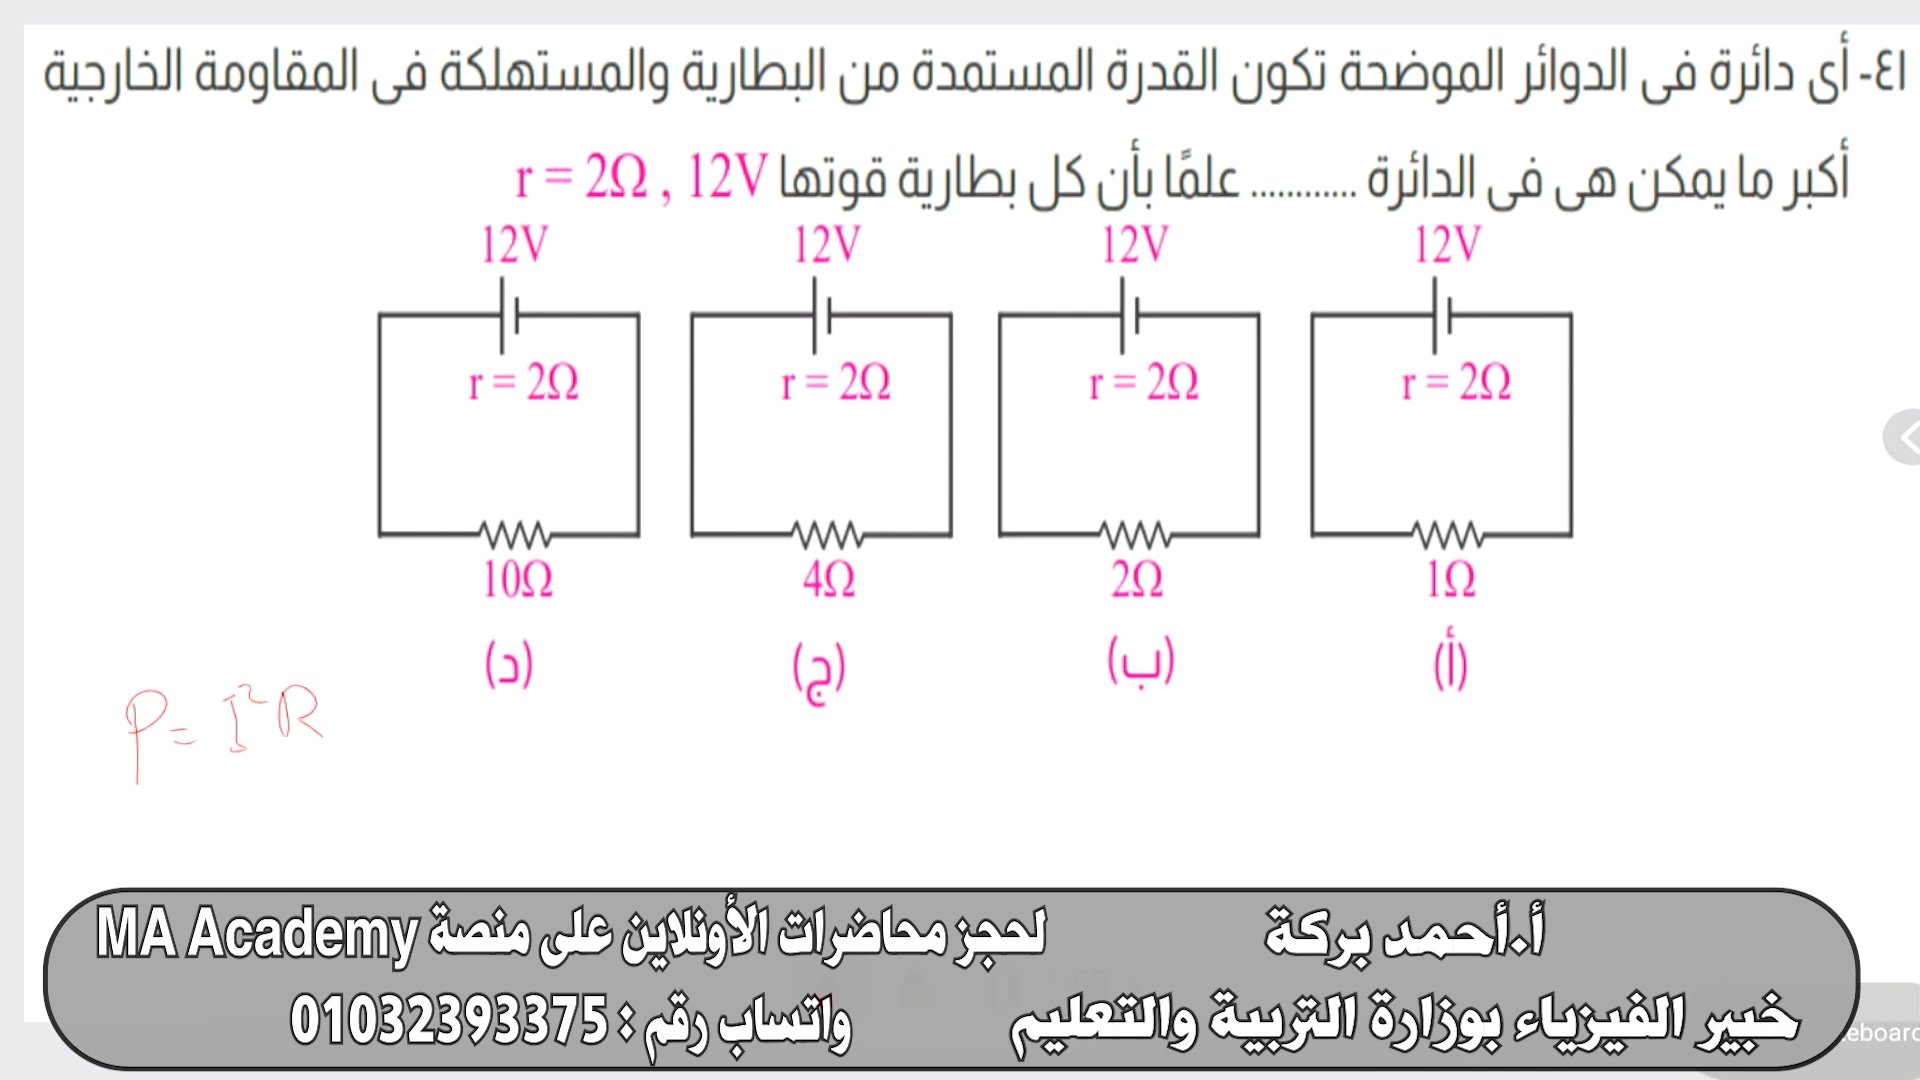 ٤١- أى دائرة فى الدوائر الموضحة تكون القدرة المستمدة من البطارية والمستهلكة فى المقاومة الخارجية
أكبر ما يمكن هى فى الدائرة ............ علمًا بأن كل بطارية قوتها r = 2Ω , 12V
12V 12V 12V 12V
r = 2Ω r = 2Ω r = 2Ω r = 2Ω
1Ω 2Ω 4Ω 10Ω
(أ) (ب) (ج) (د)
P = I²R
أ.أحمد بركة لحجز محاضرات الأونلاين على منصة MA Academy
خبير الفيزياء بوزارة التربية والتعليم واتساب رقم : 01032393375